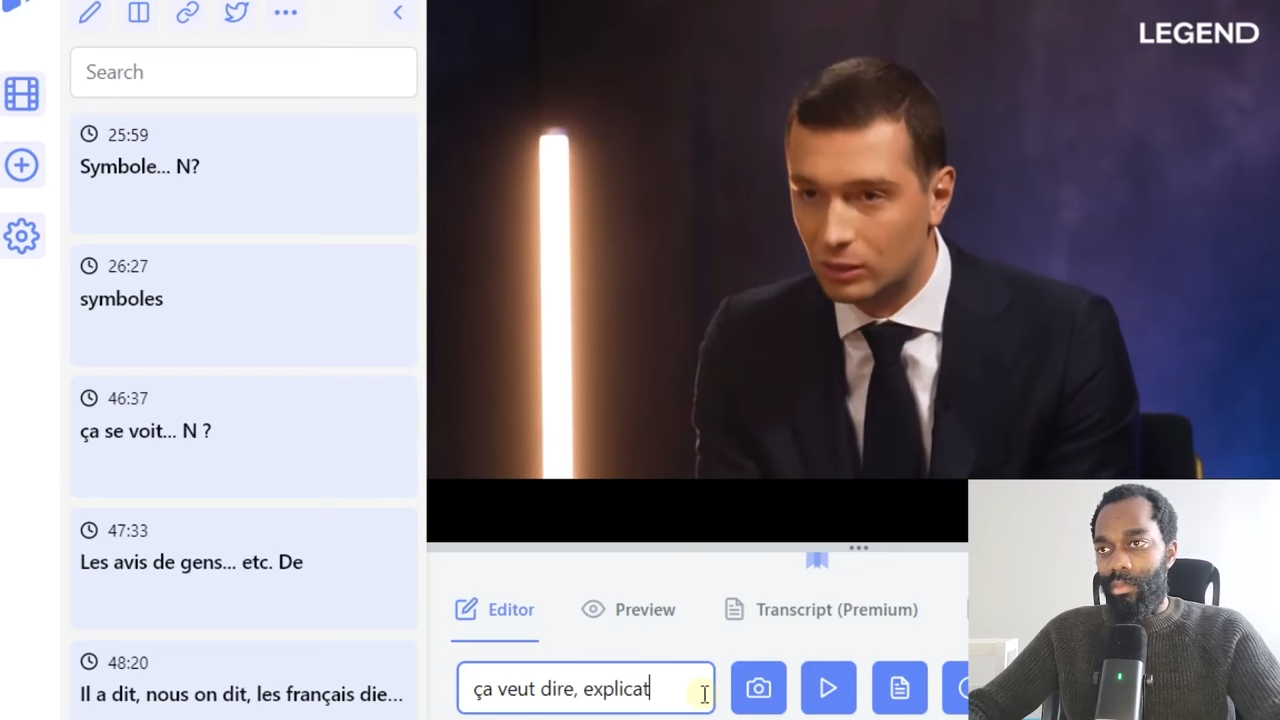 Search
25:59
Symbole... N?
26:27
symboles
46:37
ça se voit... N ?
47:33
Les avis de gens... etc. De
48:20
Il a dit, nous on dit, les français die...
LEGEND
Editor
Preview
Transcript (Premium)
ça veut dire, explicat